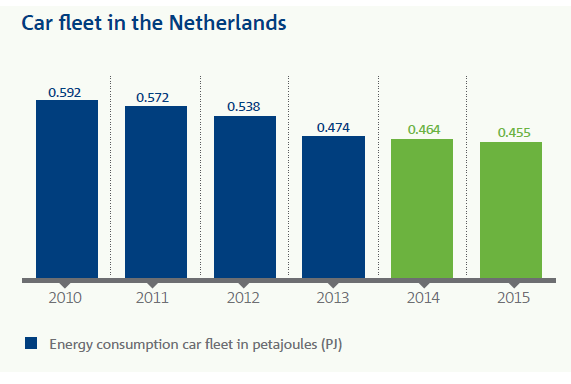 Car fleet in the Netherlands
0.592
0.572
0.538
0.474
0.464
0.455
2010 2011 2012 2013 2014 2015
Energy consumption car fleet in petajoules (PJ)